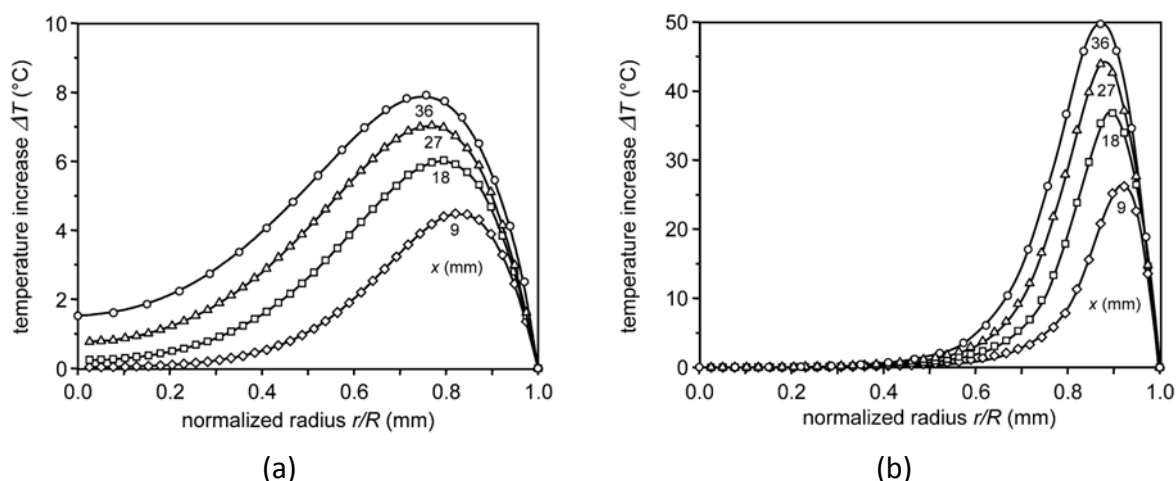 10
8
6
4
2
0
temperature increase ΔT (°C)
36
27
18
9
x (mm)
0.0 0.2 0.4 0.6 0.8 1.0
normalized radius r/R (mm)
(a)
50
40
30
20
10
0
temperature increase ΔT (°C)
36
27
18
9
x (mm)
0.0 0.2 0.4 0.6 0.8 1.0
normalized radius r/R (mm)
(b)